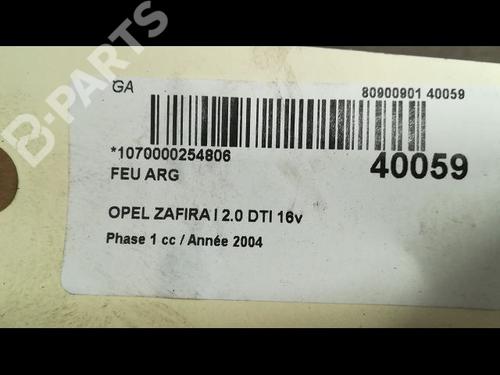 B-PARTS
GA
80900901 40059
*1070000254806
40059
FEU ARG
OPEL ZAFIRA I 2.0 DTI 16v
Phase 1 cc / Année 2004